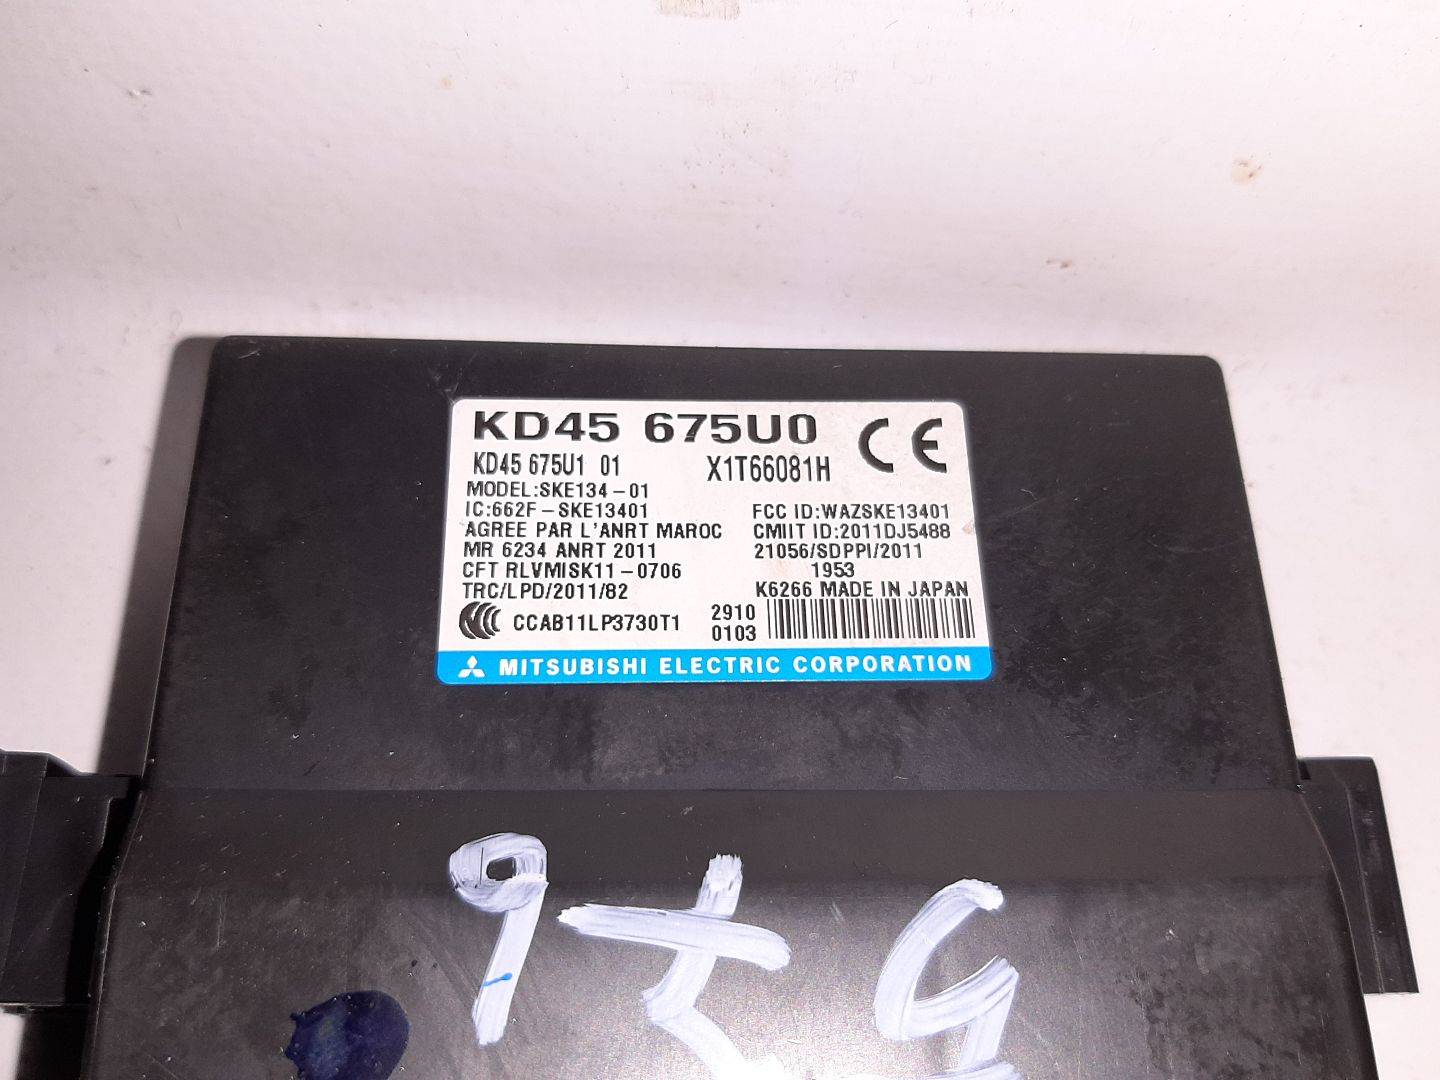 KD45 675U0
CE
KD45 675U1 01
X1T66081H
MODEL:SKE134-01
IC:662F-SKE13401
FCC ID:WAZSKE13401
AGREE PAR L'ANRT MAROC
CMIIT ID:2011DJ5488
MR 6234 ANRT 2011
21056/SDPPI/2011
CFT RLVMISK11-0706
1953
TRC/LPD/2011/82
K6266 MADE IN JAPAN
CCC CCAB11LP3730T1
2910
0103
MITSUBISHI ELECTRIC CORPORATION